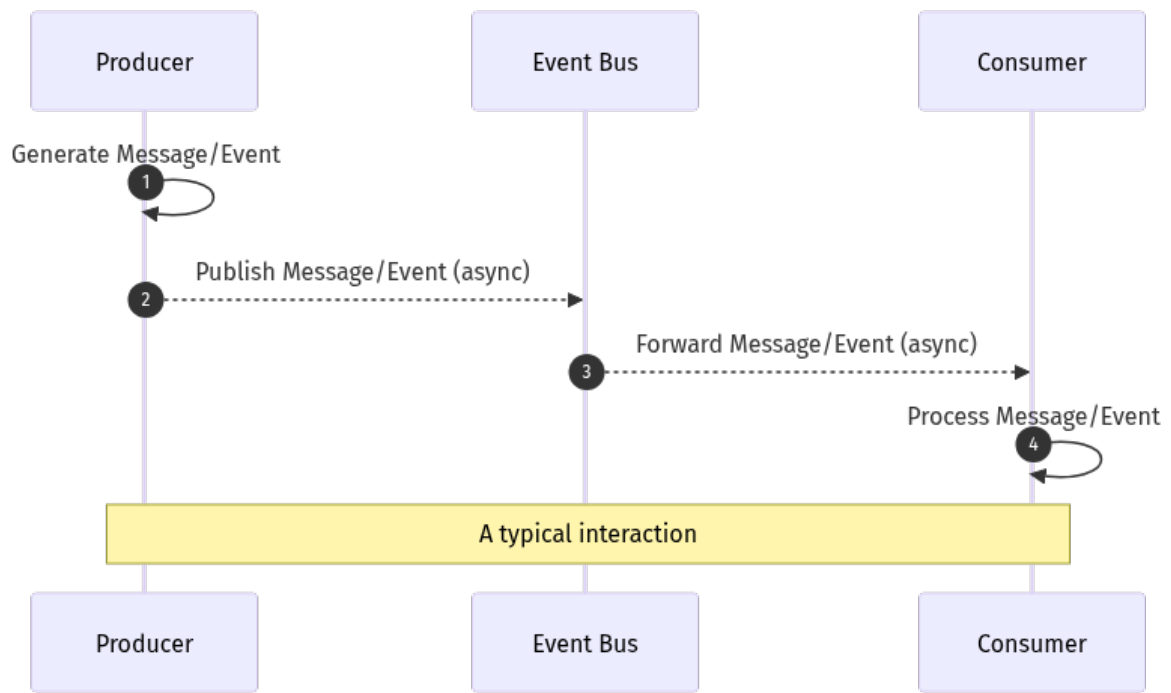 Producer
Event Bus
Consumer
Generate Message/Event
1
Publish Message/Event (async)
2
Forward Message/Event (async)
3
Process Message/Event
4
A typical interaction
Producer
Event Bus
Consumer